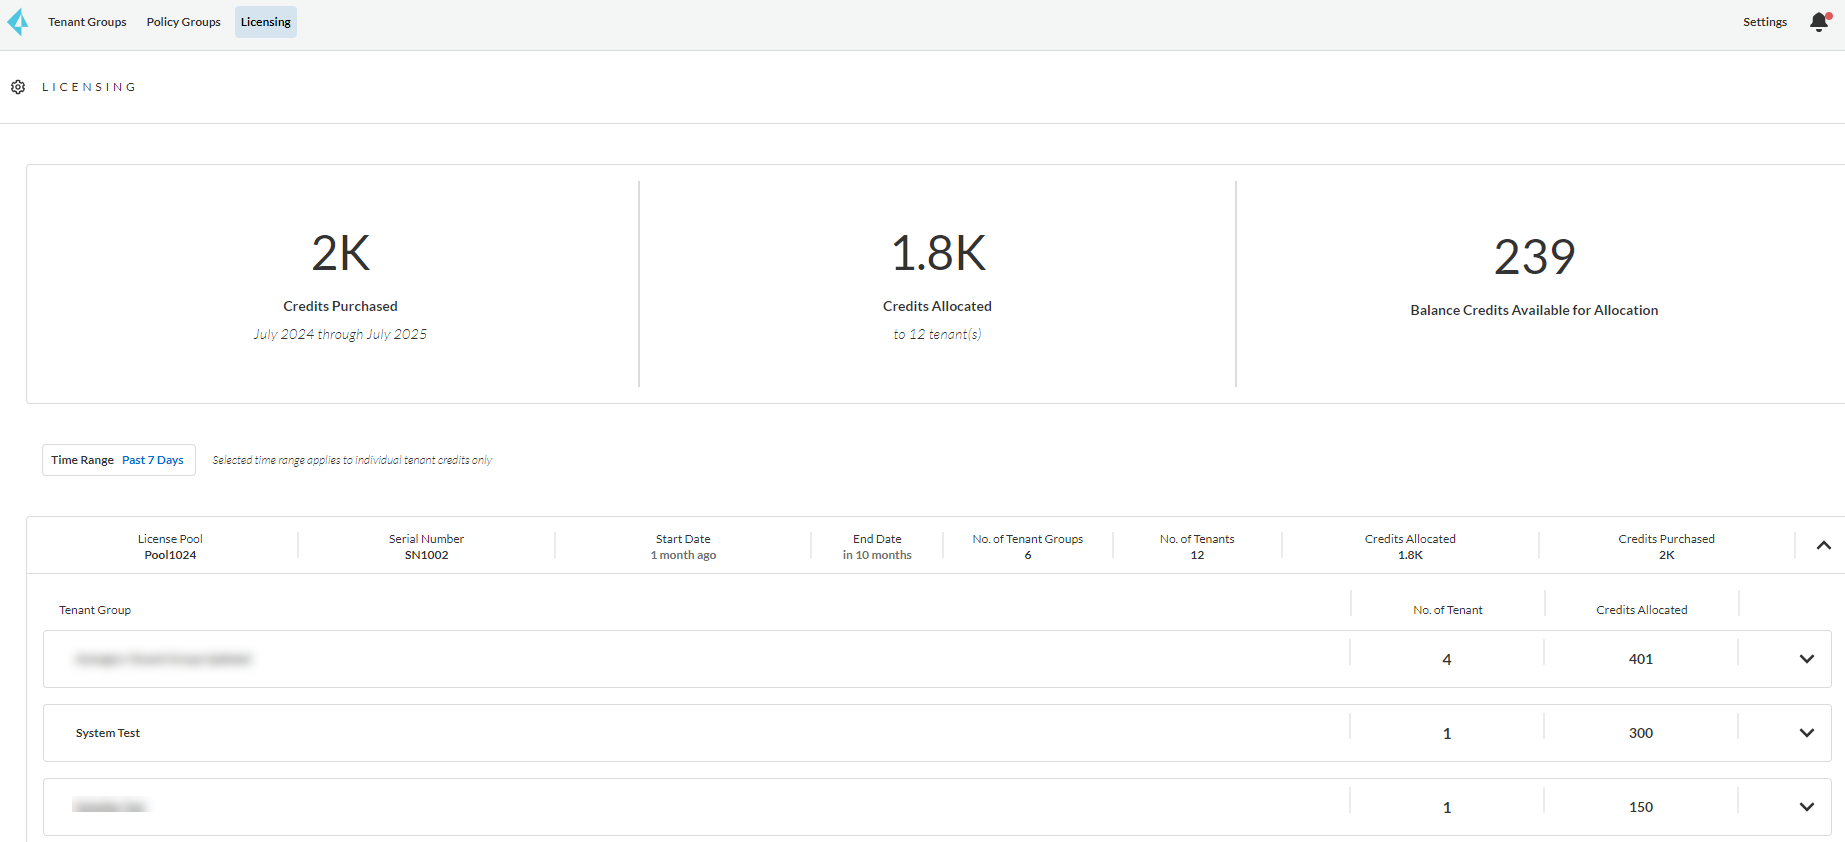 Tenant Groups Policy Groups Licensing Settings
LICENSING
2K 1.8K 239
Credits Purchased Credits Allocated Balance Credits Available for Allocation
July 2024 through July 2025 to 12 tenant(s)
Time Range Past 7 Days Selected time range applies to individual tenant credits only
License Pool Serial Number Start Date End Date No. of Tenant Groups No. of Tenants Credits Allocated Credits Purchased
Pool1024 SN1002 1 month ago in 10 months 6 12 1.8K 2K
Tenant Group No. of Tenant Credits Allocated
4 401
System Test 1 300
1 150